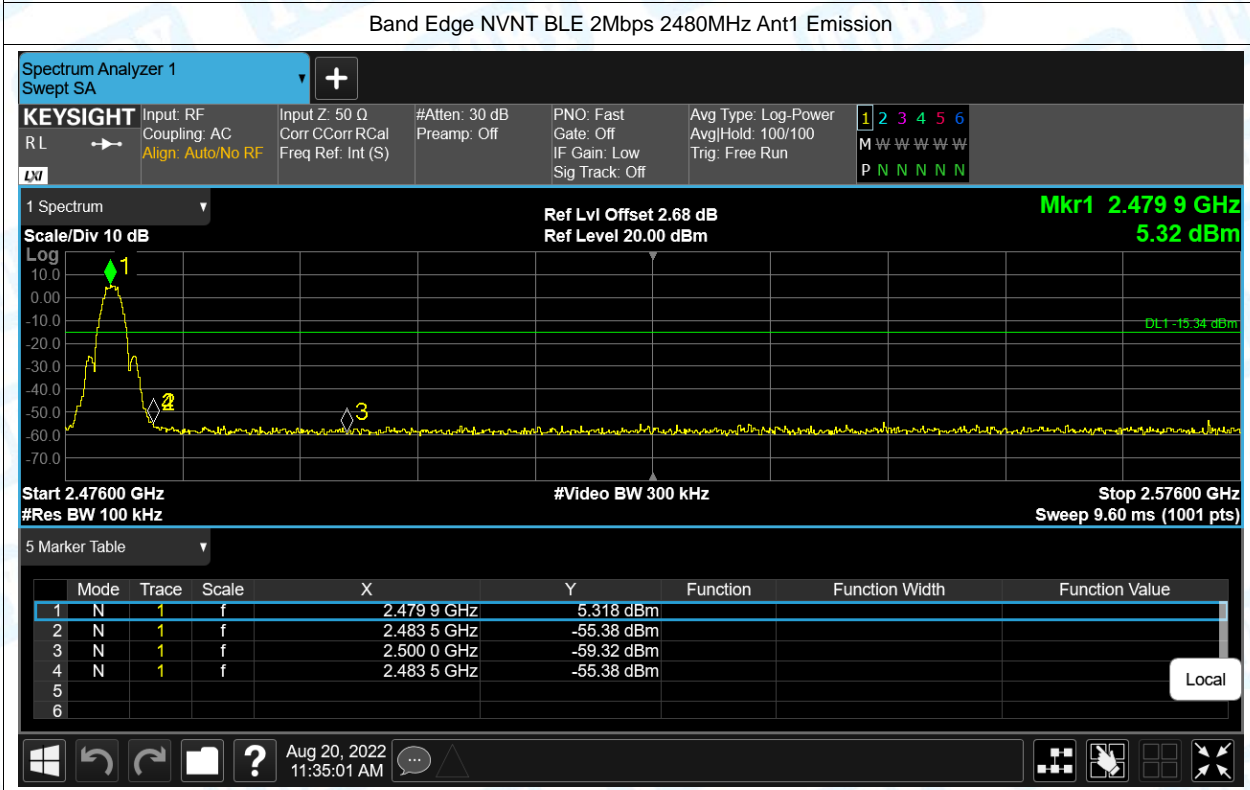 Band Edge NVNT BLE 2Mbps 2480MHz Ant1 Emission
Spectrum Analyzer 1
Swept SA
KEYSIGHT
RL
LXI
Input: RF
Coupling: AC
Align: Auto/No RF
Input Z: 50 Ω
Corr CCorr RCal
Freq Ref: Int (S)
#Atten: 30 dB
Preamp: Off
PNO: Fast
Gate: Off
IF Gain: Low
Sig Track: Off
Avg Type: Log-Power
Avg|Hold: 100/100
Trig: Free Run
1 2 3 4 5 6
M W W W W W
P N N N N N
1 Spectrum
Scale/Div 10 dB
Ref Lvl Offset 2.68 dB
Ref Level 20.00 dBm
Mkr1 2.479 9 GHz
5.32 dBm
Log
10.0
0.00
-10.0
-20.0
-30.0
-40.0
-50.0
-60.0
-70.0
1
2
3
DL1 -15.34 dBm
Start 2.47600 GHz
#Video BW 300 kHz
Stop 2.57600 GHz
#Res BW 100 kHz
Sweep 9.60 ms (1001 pts)
5 Marker Table
Mode Trace Scale X Y Function Function Width Function Value
1 N 1 f 2.479 9 GHz 5.318 dBm
2 N 1 f 2.483 5 GHz -55.38 dBm
3 N 1 f 2.500 0 GHz -59.32 dBm
4 N 1 f 2.483 5 GHz -55.38 dBm
5
6
Local
?
Aug 20, 2022
11:35:01 AM